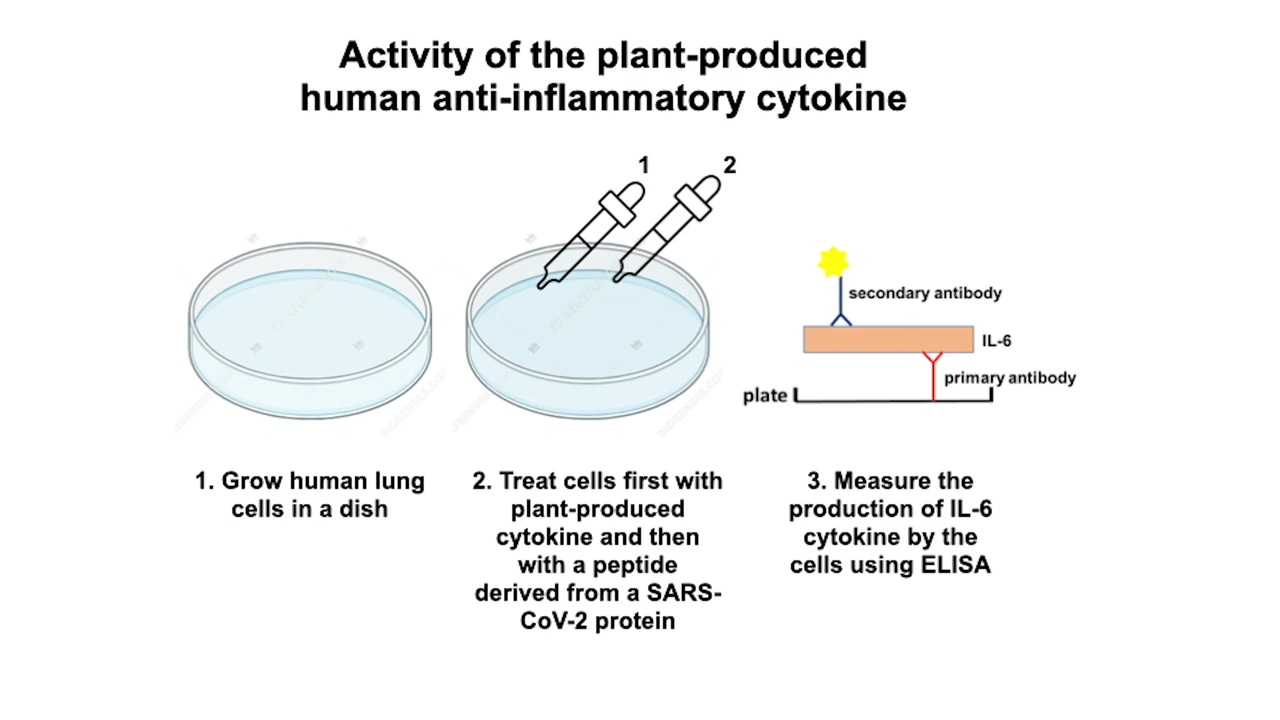 Activity of the plant-produced
human anti-inflammatory cytokine
1
2
secondary antibody
IL-6
primary antibody
plate
1. Grow human lung
cells in a dish
2. Treat cells first with
plant-produced
cytokine and then
with a peptide
derived from a SARS-
CoV-2 protein
3. Measure the
production of IL-6
cytokine by the
cells using ELISA